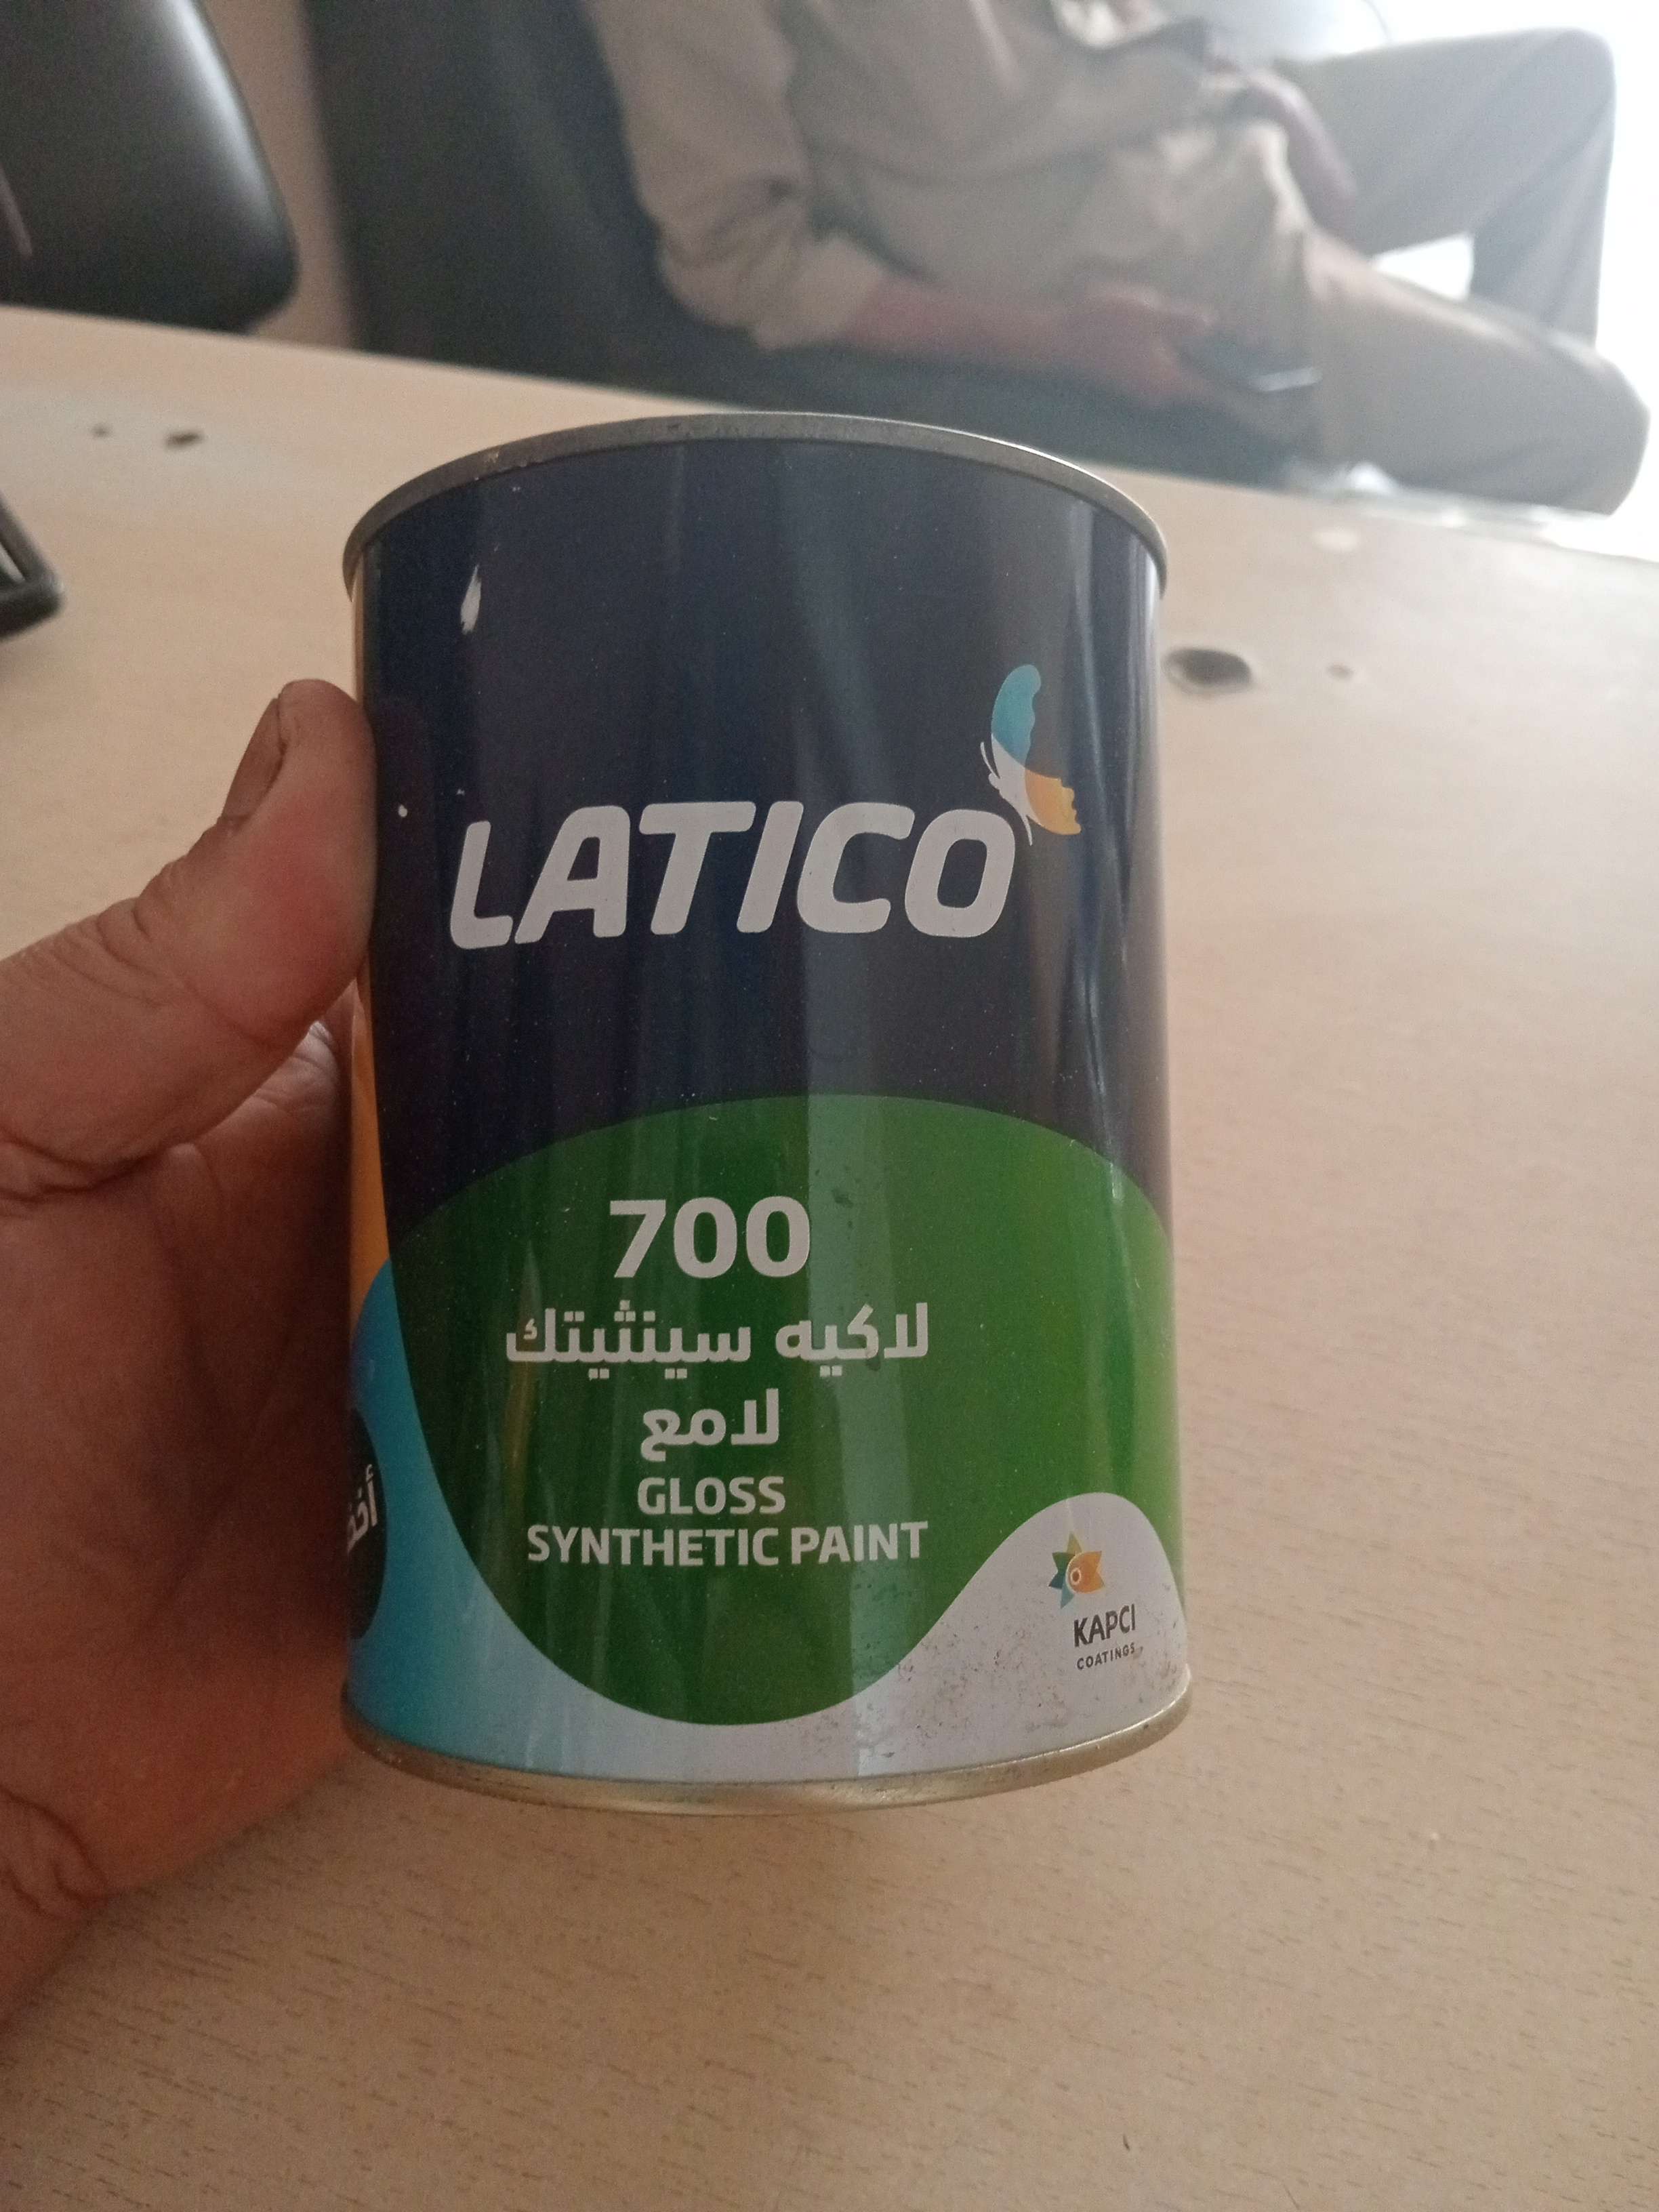 LATICO
700
لاكيه سينثيتك
لامع
GLOSS
SYNTHETIC PAINT
KAPCI
COATINGS